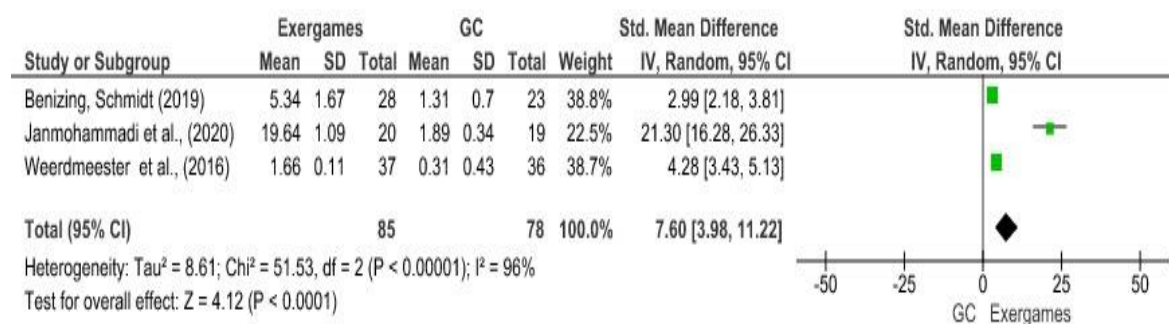 Exergames GC Std. Mean Difference Std. Mean Difference
Study or Subgroup Mean SD Total Mean SD Total Weight IV, Random, 95% CI IV, Random, 95% CI
Benizing, Schmidt (2019) 5.34 1.67 28 1.31 0.7 23 38.8% 2.99 [2.18, 3.81]
Janmohammadi et al., (2020) 19.64 1.09 20 1.89 0.34 19 22.5% 21.30 [16.28, 26.33]
Weerdmeester et al., (2016) 1.66 0.11 37 0.31 0.43 36 38.7% 4.28 [3.43, 5.13]
Total (95% CI) 85 78 100.0% 7.60 [3.98, 11.22]
Heterogeneity: Tau² = 8.61; Chi² = 51.53, df = 2 (P < 0.00001); I² = 96%
Test for overall effect: Z = 4.12 (P < 0.0001)
-50 -25 0 25 50
GC Exergames